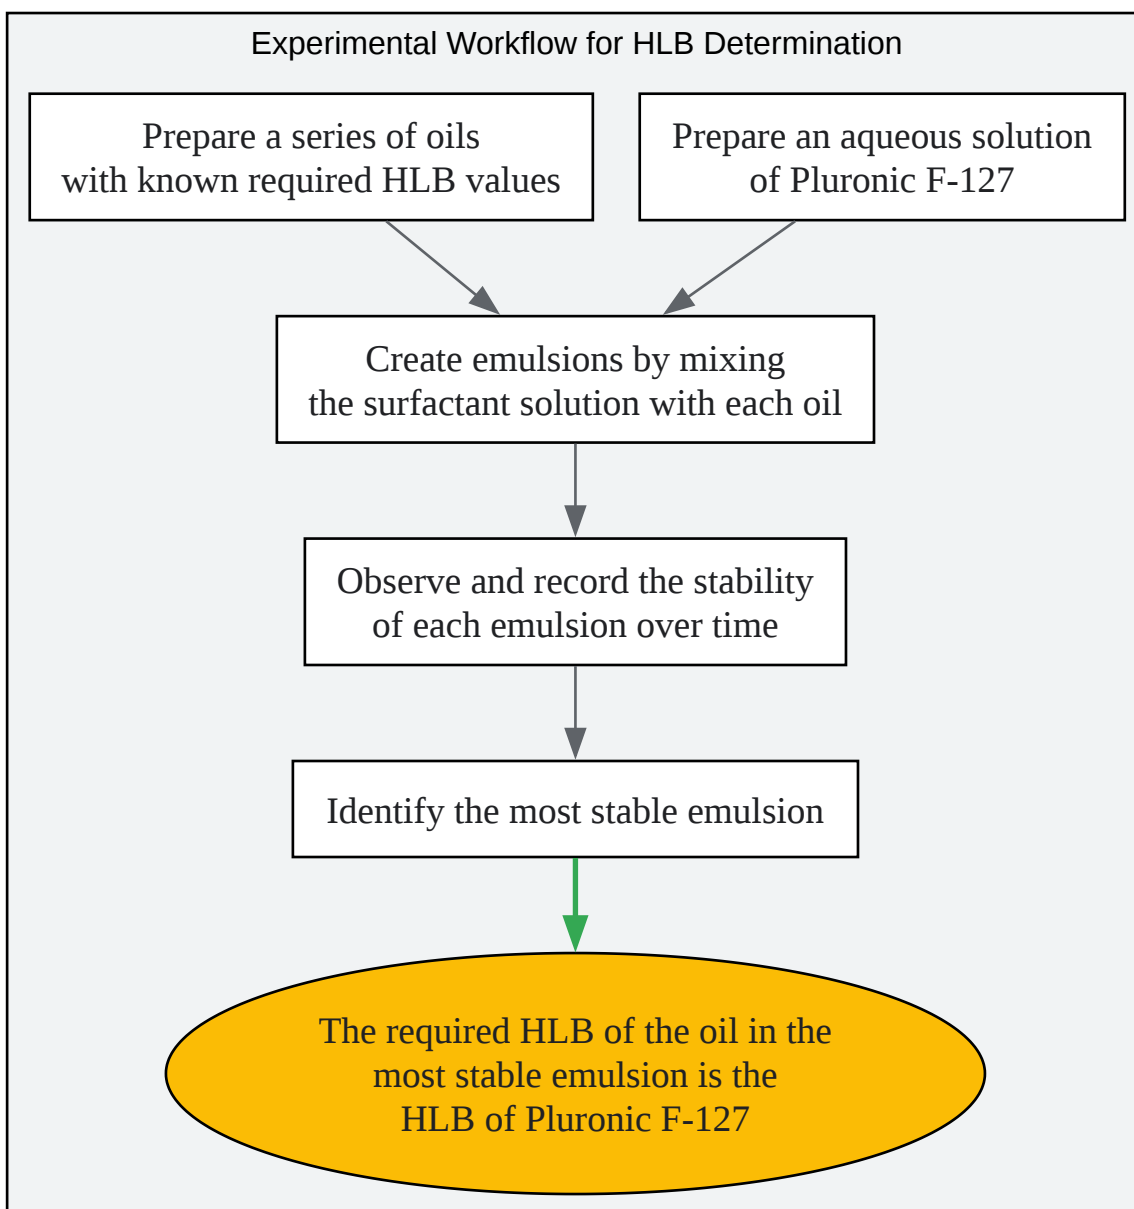 Experimental Workflow for HLB Determination
Prepare a series of oils
with known required HLB values
Prepare an aqueous solution
of Pluronic F-127
Create emulsions by mixing
the surfactant solution with each oil
Observe and record the stability
of each emulsion over time
Identify the most stable emulsion
The required HLB of the oil in the
most stable emulsion is the
HLB of Pluronic F-127